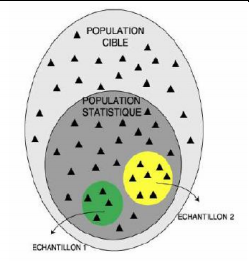 POPULATION
CIBLE
POPULATION
STATISTIQUE
ECHANTILLON 2
ECHANTILLON 1